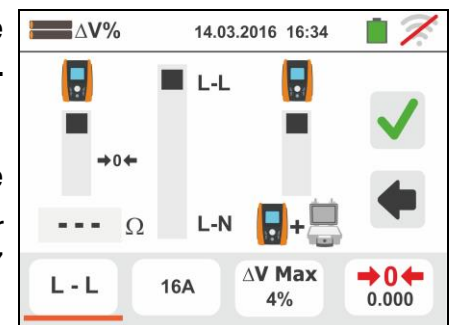 ΔV% 14.03.2016 16:34
L-L
→0←
--- Ω L-N +
L - L 16A ΔV Max 4% →0← 0.000